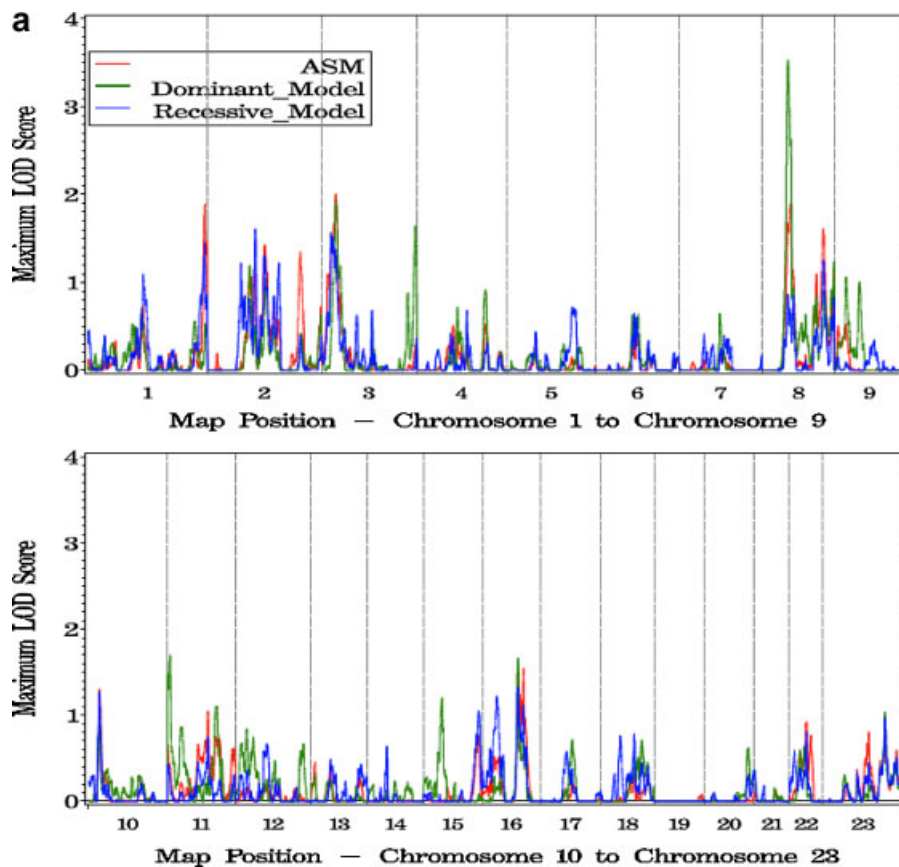 a
4
3
2
1
0
Maximum LOD Score
ASM
Dominant_Model
Recessive_Model
1 2 3 4 5 6 7 8 9
Map Position — Chromosome 1 to Chromosome 9
4
3
2
1
0
Maximum LOD Score
10 11 12 13 14 15 16 17 18 19 20 21 22 23
Map Position — Chromosome 10 to Chromosome 23